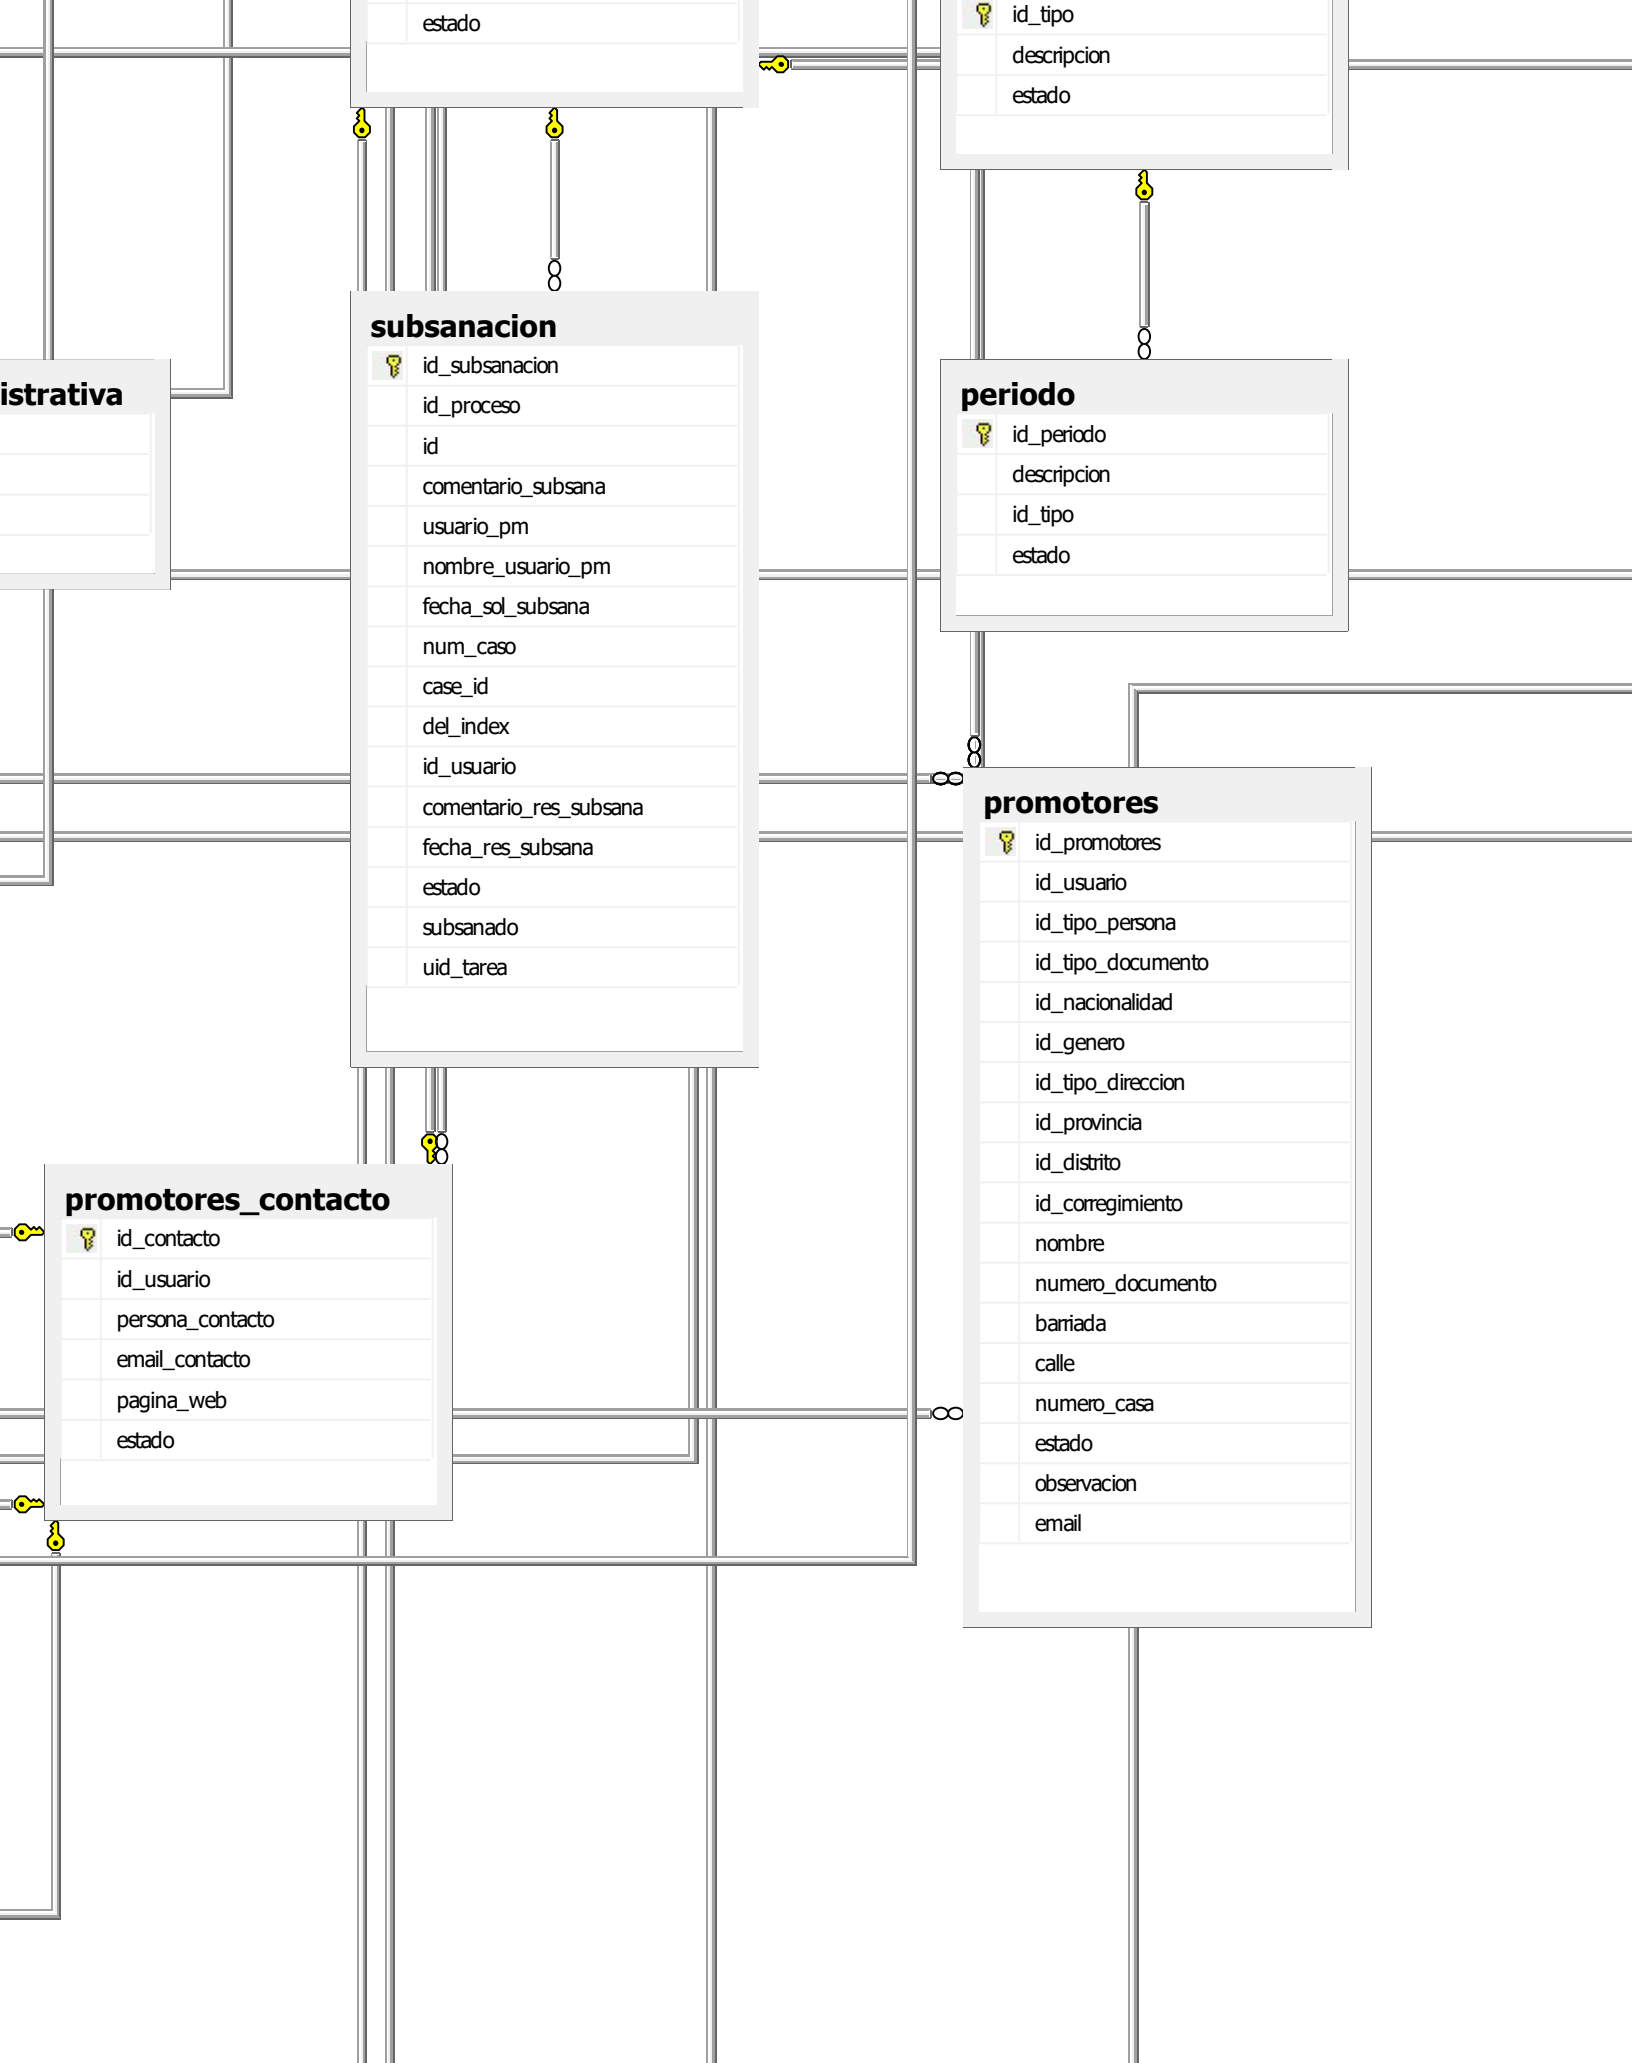 estado
id_tipo
descripcion
estado
subsanacion
id_subsanacion
id_proceso
id
comentario_subsana
usuario_pm
nombre_usuario_pm
fecha_sol_subsana
num_caso
case_id
del_index
id_usuario
comentario_res_subsana
fecha_res_subsana
estado
subsanado
uid_tarea
istrativa
periodo
id_periodo
descripcion
id_tipo
estado
promotores
id_promotores
id_usuario
id_tipo_persona
id_tipo_documento
id_nacionalidad
id_genero
id_tipo_direccion
id_provincia
id_distrito
id_corregimiento
nombre
numero_documento
barriada
calle
numero_casa
estado
observacion
email
promotores_contacto
id_contacto
id_usuario
persona_contacto
email_contacto
pagina_web
estado